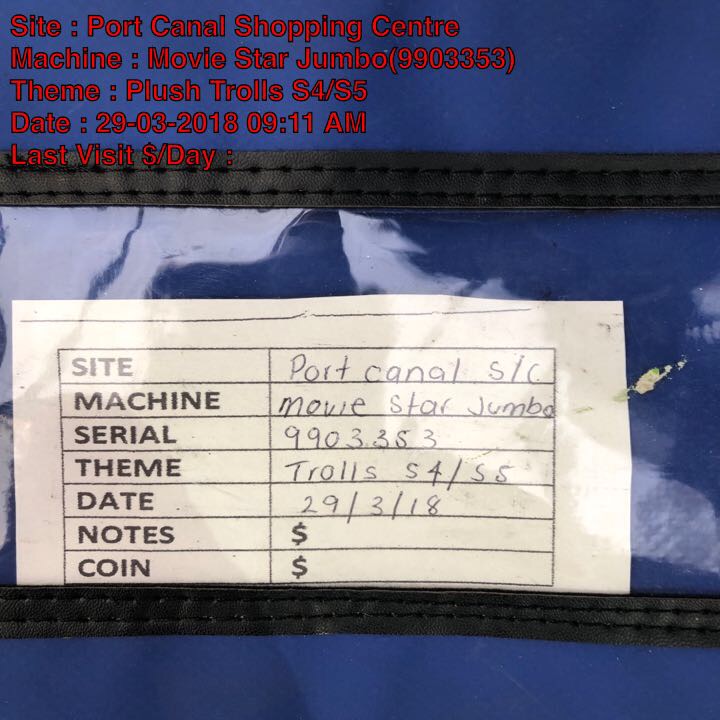 Site : Port Canal Shopping Centre
Machine : Movie Star Jumbo(9903353)
Theme : Plush Trolls S4/S5
Date : 29-03-2018 09:11 AM
Last Visit $/Day :
SITE Port canal s/c
MACHINE movie star Jumbo
SERIAL 9903353
THEME Trolls S4/S5
DATE 29/3/18
NOTES $
COIN $